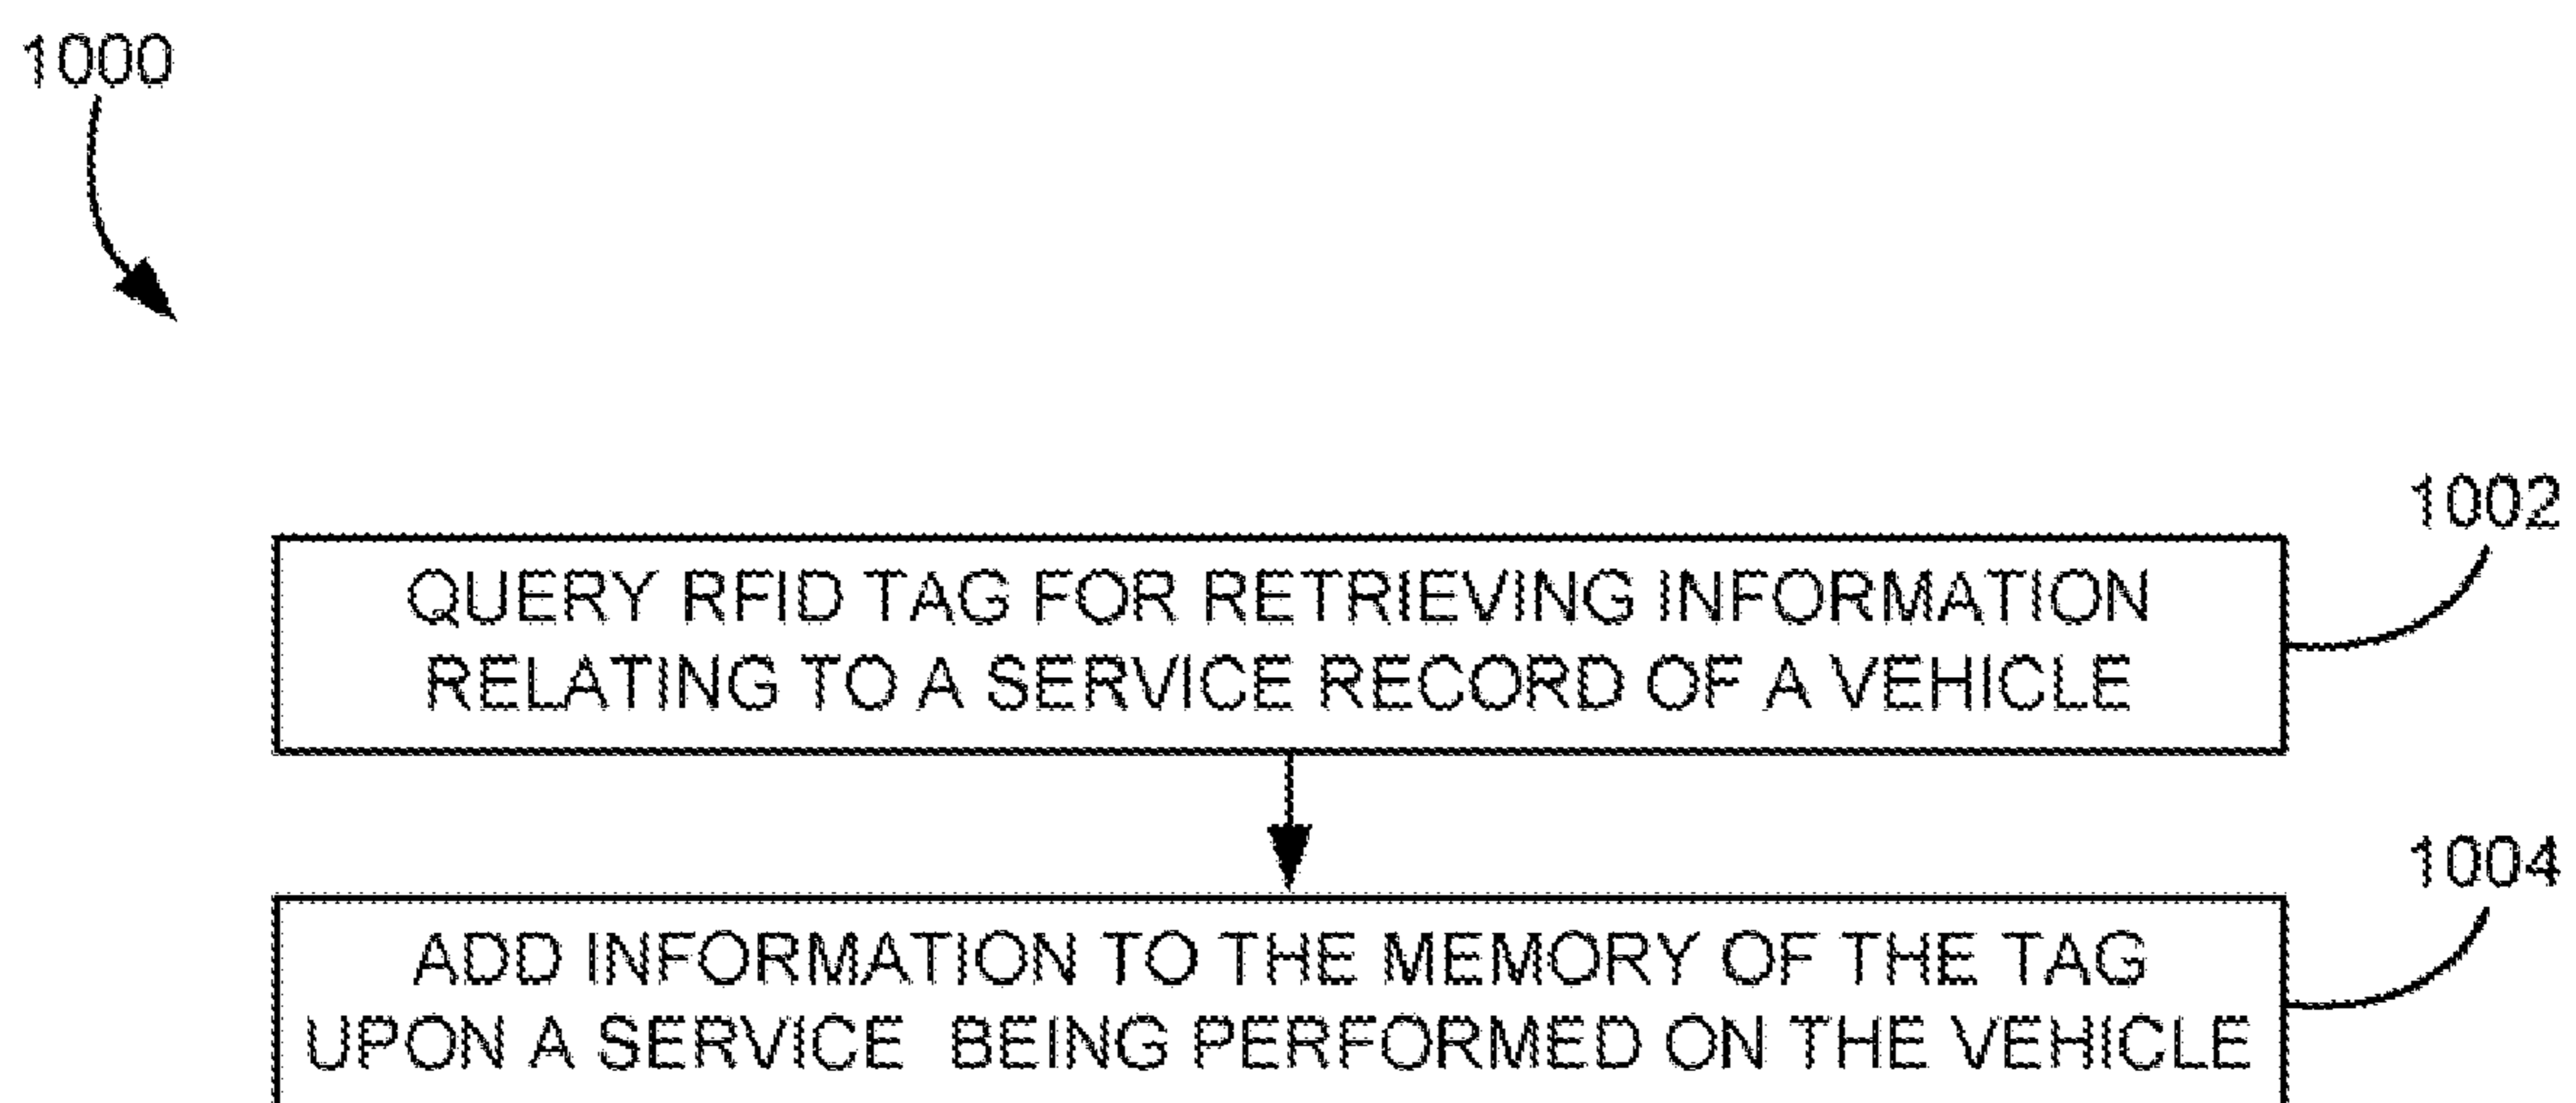 1000
1002
QUERY RFID TAG FOR RETRIEVING INFORMATION
RELATING TO A SERVICE RECORD OF A VEHICLE
1004
ADD INFORMATION TO THE MEMORY OF THE TAG
UPON A SERVICE BEING PERFORMED ON THE VEHICLE